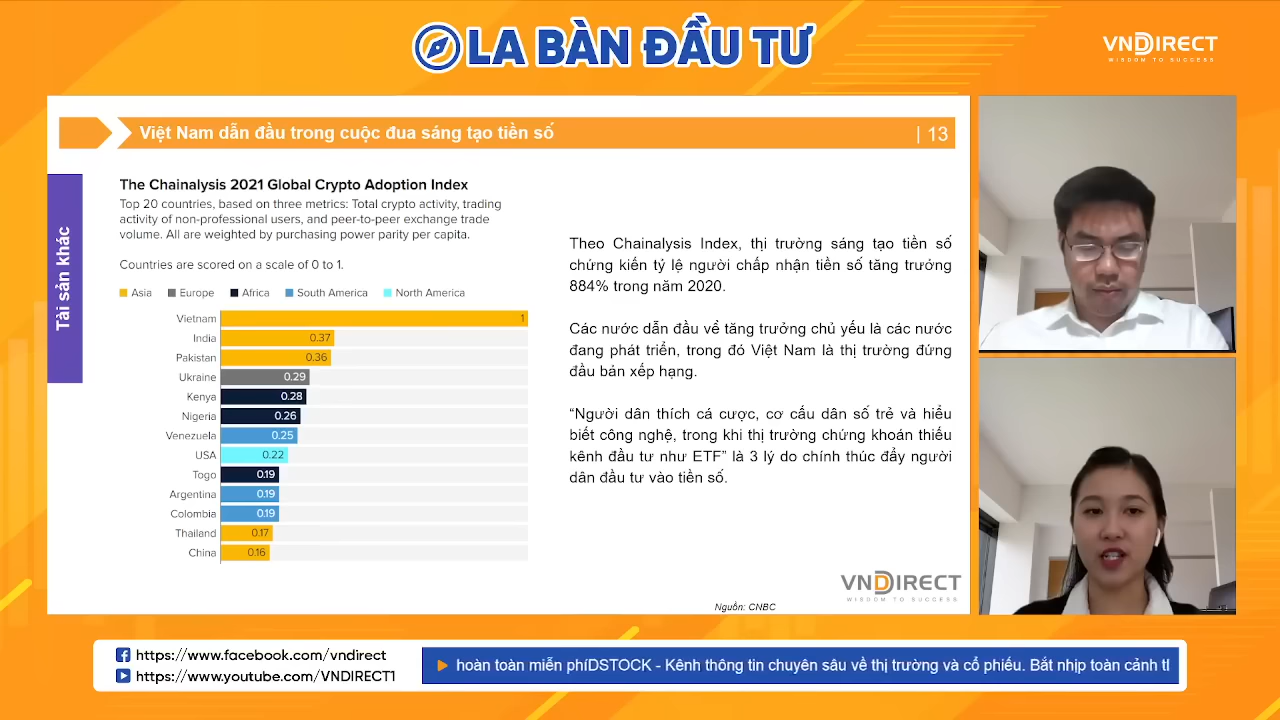 LA BÀN ĐẦU TƯ
VNDIRECT
WISDOM TO SUCCESS
Việt Nam dẫn đầu trong cuộc đua sáng tạo tiền số
| 13
Tài sản khác
The Chainalysis 2021 Global Crypto Adoption Index
Top 20 countries, based on three metrics: Total crypto activity, trading
activity of non-professional users, and peer-to-peer exchange trade
volume. All are weighted by purchasing power parity per capita.
Countries are scored on a scale of 0 to 1.
Asia Europe Africa South America North America
Vietnam 1
India 0.37
Pakistan 0.36
Ukraine 0.29
Kenya 0.28
Nigeria 0.26
Venezuela 0.25
USA 0.22
Togo 0.19
Argentina 0.19
Colombia 0.19
Thailand 0.17
China 0.16
Theo Chainalysis Index, thị trường sáng tạo tiền số
chứng kiến tỷ lệ người chấp nhận tiền số tăng trưởng
884% trong năm 2020.
Các nước dẫn đầu về tăng trưởng chủ yếu là các nước
đang phát triển, trong đó Việt Nam là thị trường đứng
đầu bản xếp hạng.
“Người dân thích cá cược, cơ cấu dân số trẻ và hiểu
biết công nghệ, trong khi thị trường chứng khoán thiếu
kênh đầu tư như ETF” là 3 lý do chính thúc đẩy người
dân đầu tư vào tiền số.
VNDIRECT
WISDOM TO SUCCESS
Nguồn: CNBC
https://www.facebook.com/vndirect
https://www.youtube.com/VNDIRECT1
hoàn toàn miễn phíDSTOCK - Kênh thông tin chuyên sâu về thị trường và cổ phiếu. Bắt nhịp toàn cảnh tl